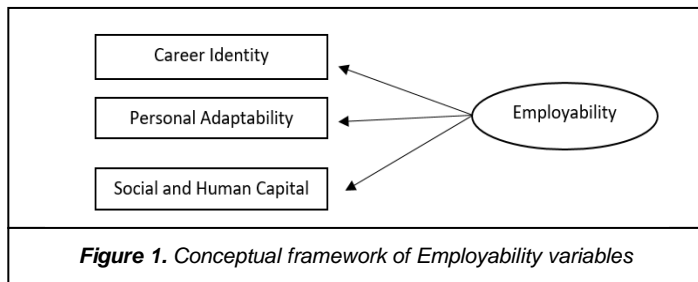 Career Identity
Personal Adaptability
Social and Human Capital
Employability
Figure 1. Conceptual framework of Employability variables